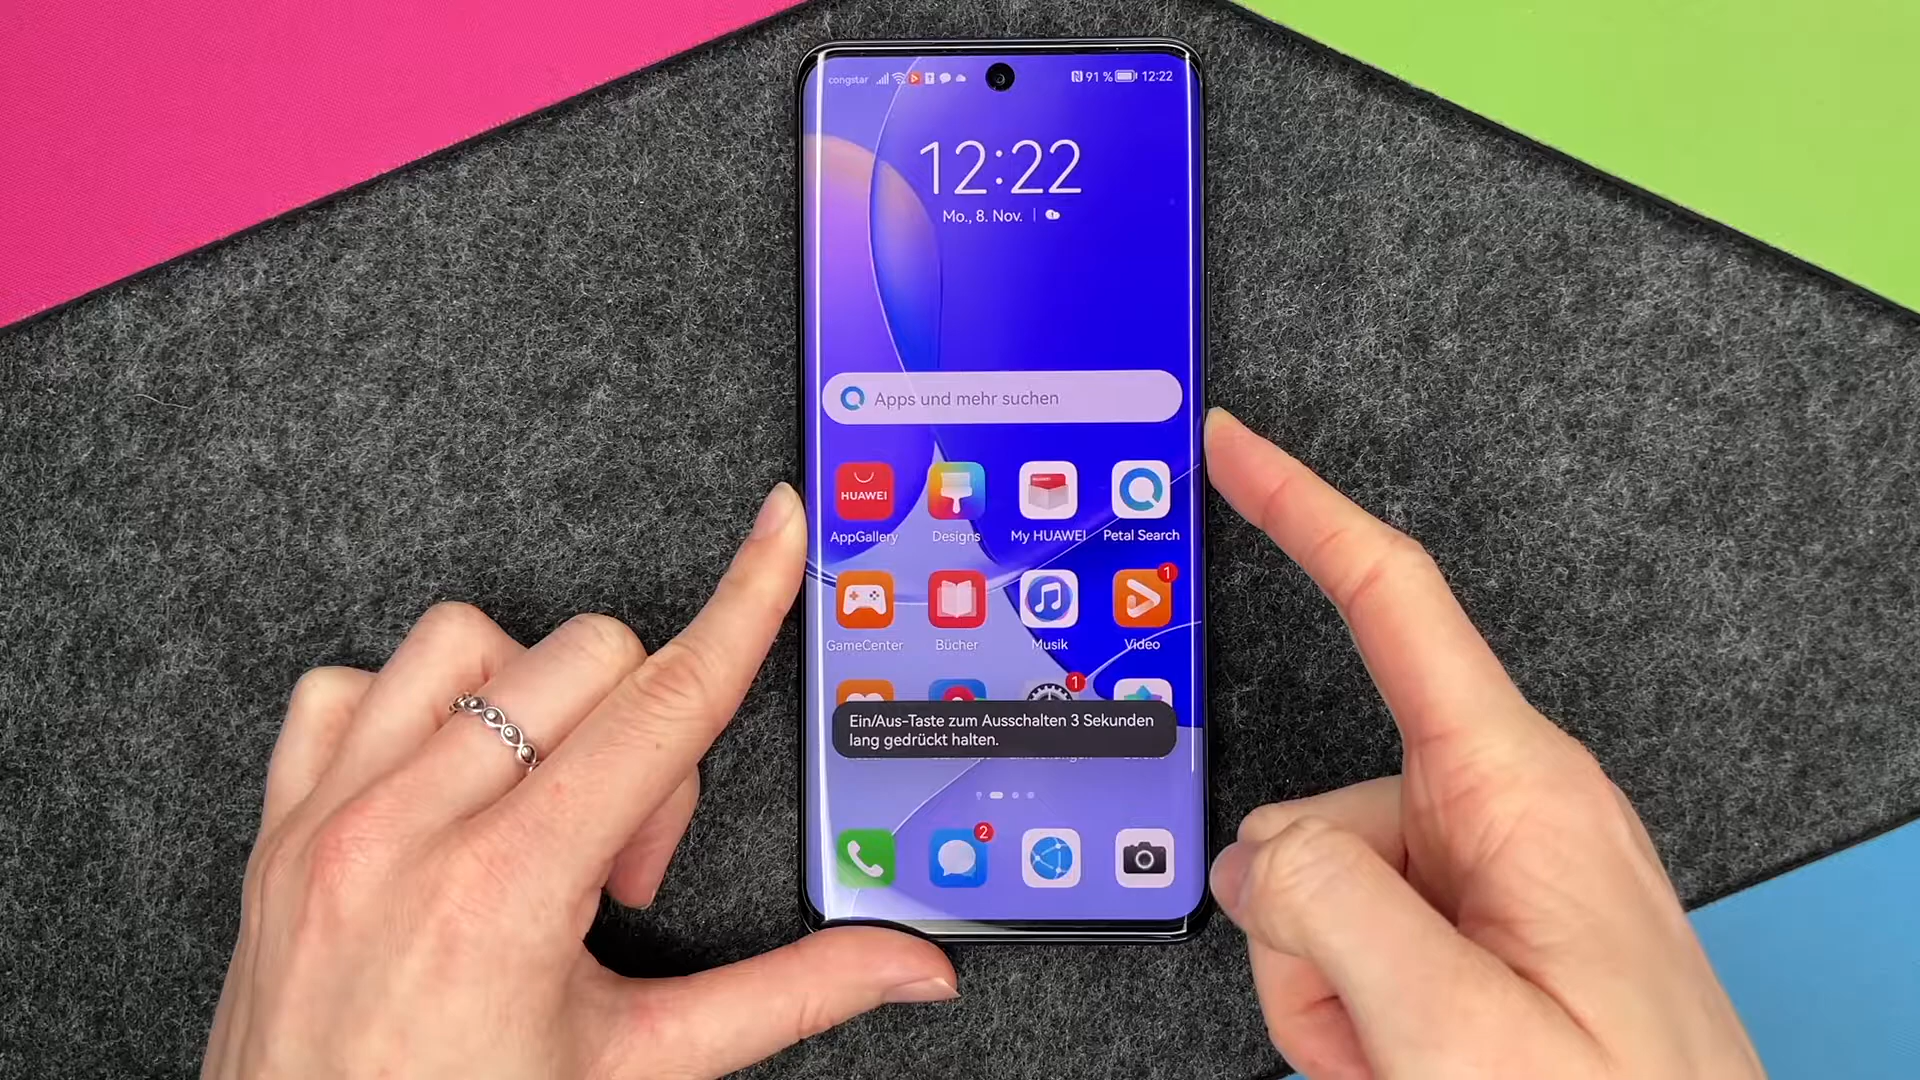 congstar 91 % 12:22
12:22
Mo., 8. Nov.
Apps und mehr suchen
HUAWEI
AppGallery Designs My HUAWEI Petal Search
1
GameCenter Bücher Musik Video
1
Ein/Aus-Taste zum Ausschalten 3 Sekunden
lang gedrückt halten.
2